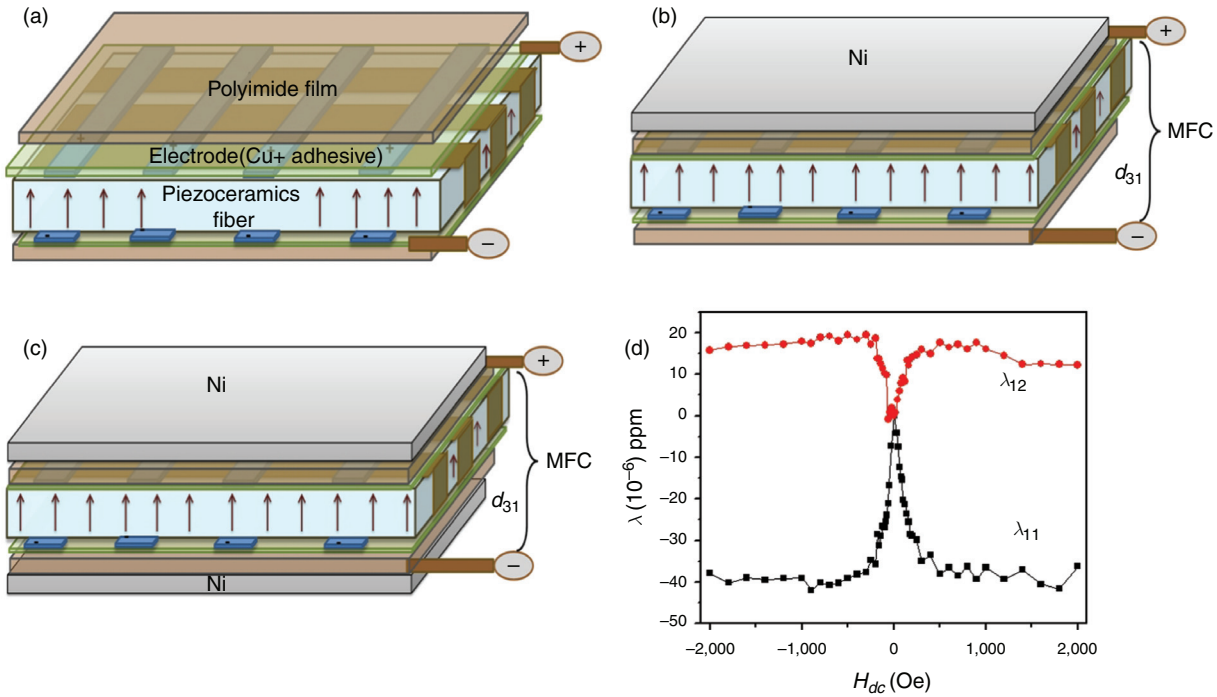 (a)
+
Polyimide film
+
+
+
+
Electrode(Cu+ adhesive)
Piezoceramics
fiber
−
(b)
+
Ni
MFC
d31
−
(c)
+
Ni
MFC
d31
−
Ni
(d)
20
10
0
−10
−20
−30
−40
−50
λ (10−6) ppm
λ12
λ11
−2,000
−1,000
0
1,000
2,000
Hdc (Oe)